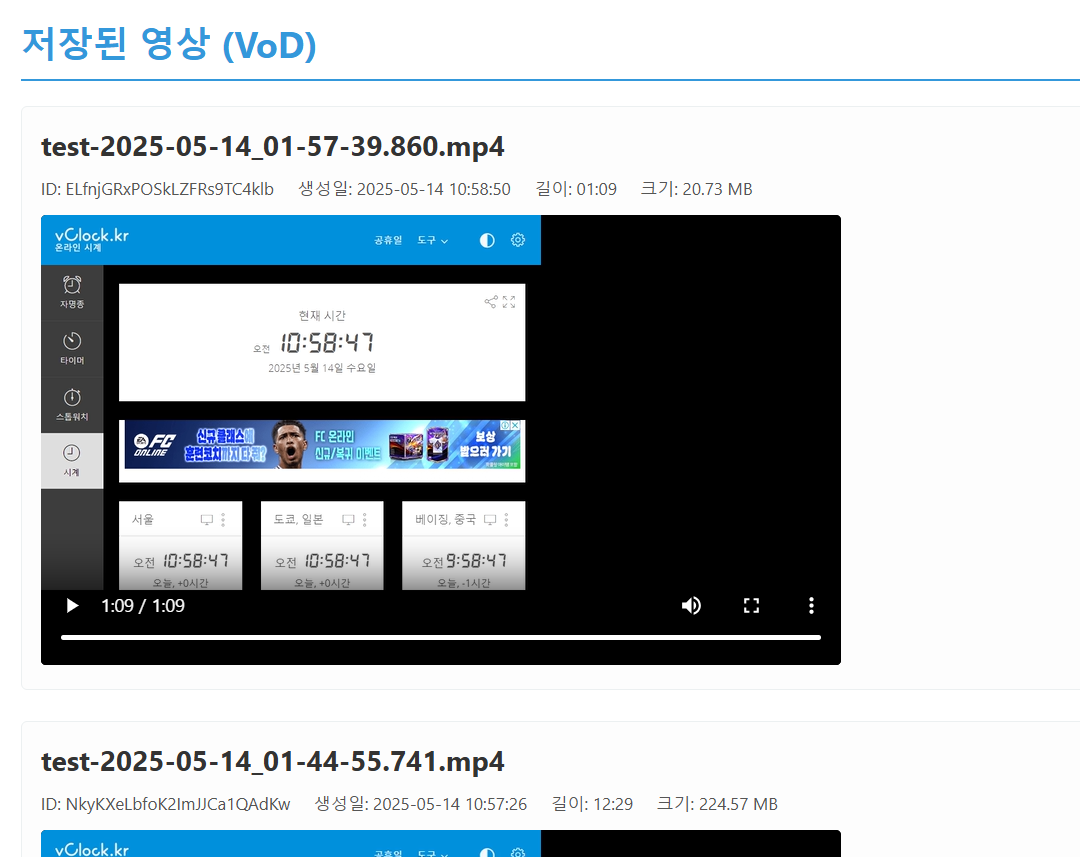 저장된 영상 (VoD)
test-2025-05-14_01-57-39.860.mp4
ID: ELfnjGRxPOSkLZFRs9TC4klb 생성일: 2025-05-14 10:58:50 길이: 01:09 크기: 20.73 MB
vClock.kr
온라인 시계
공휴일 도구
자명종
타이머
스톱워치
시계
현재 시간
오전 10:58:47
2025년 5월 14일 수요일
EA SPORTS FC ONLINE
신규 클래스에
훈련코치까지 다 줘?
FC 온라인
신규/복귀 이벤트
보상
받으러 가기
서울
오전 10:58:47
오늘, +0시간
도쿄, 일본
오전 10:58:47
오늘, +0시간
베이징, 중국
오전 9:58:47
오늘, -1시간
1:09 / 1:09
test-2025-05-14_01-44-55.741.mp4
ID: NkyKXeLbfoK2ImJJCa1QAdKw 생성일: 2025-05-14 10:57:26 길이: 12:29 크기: 224.57 MB
vClock.kr
공휴일 도구